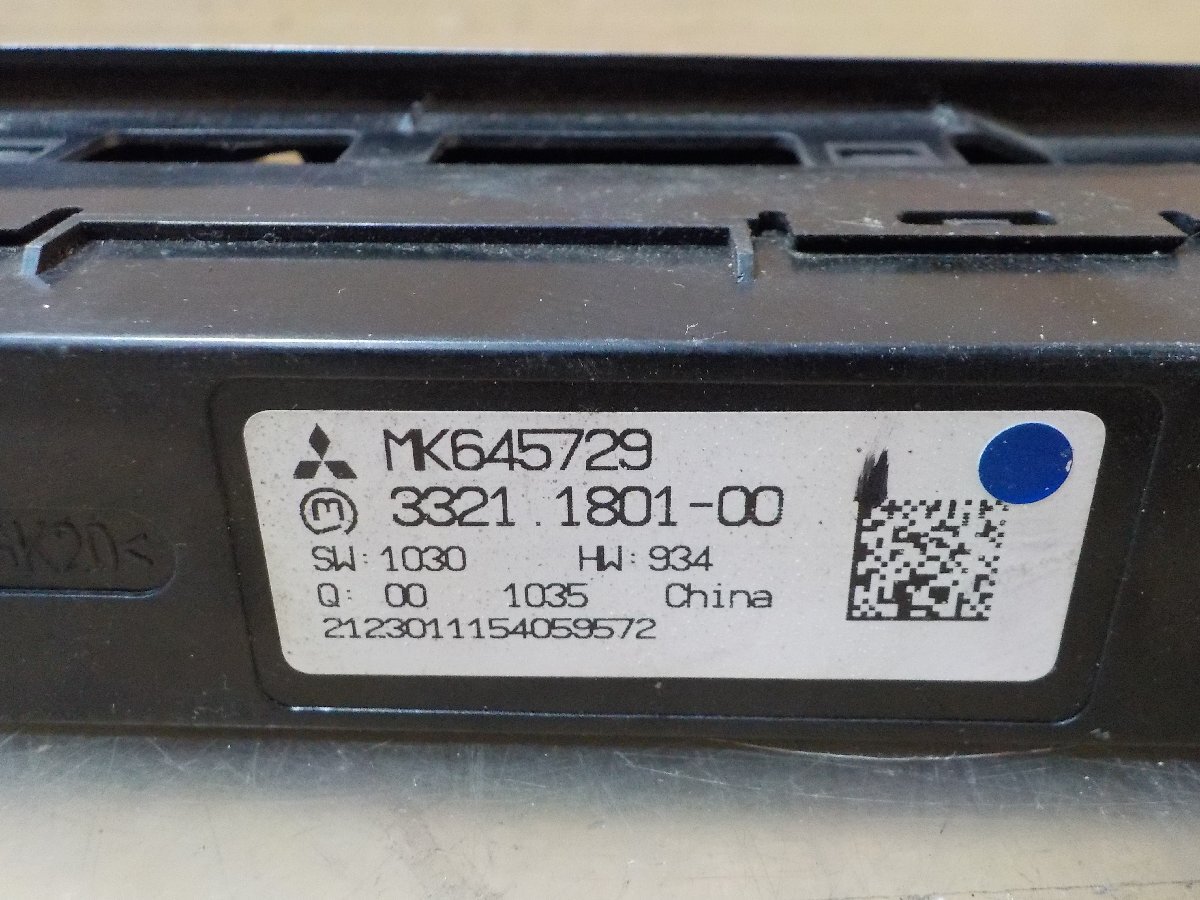 MK645729
m 3321.1801-00
SW: 1030 HW: 934
Q: 00 1035 China
2123011154059572